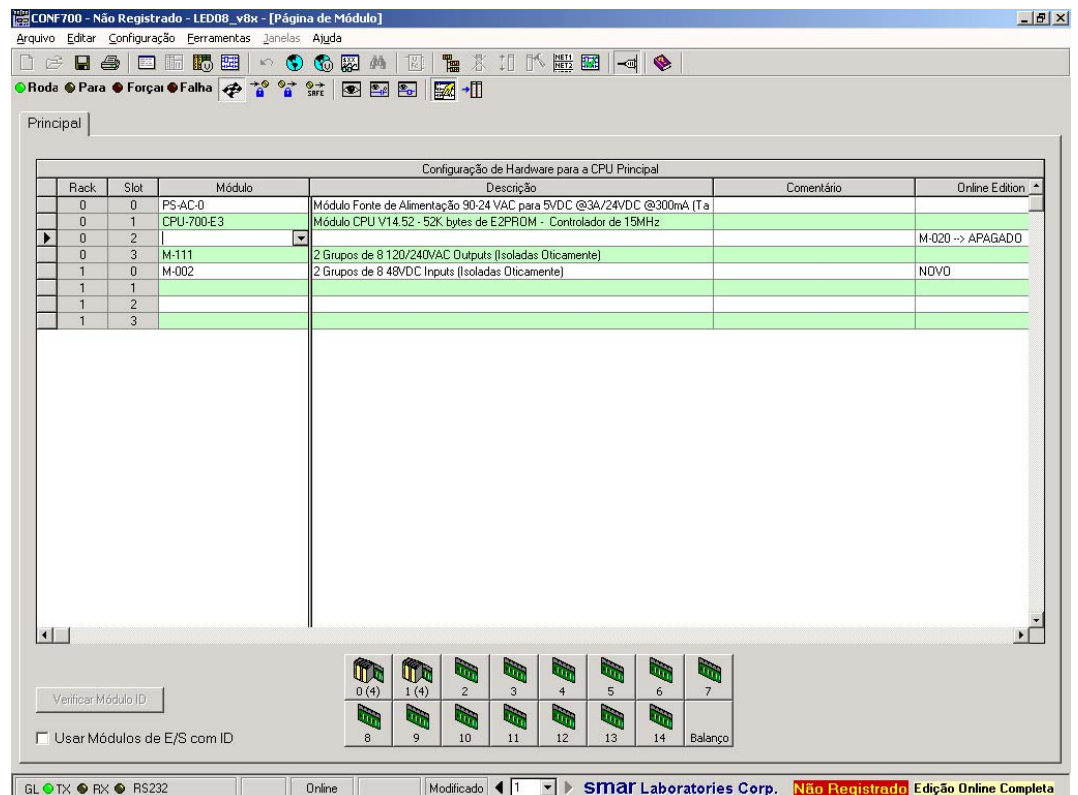 CONF700 - Não Registrado - LED08_v8x - [Página de Módulo]
Arquivo Editar Configuração Ferramentas Janelas Ajuda
Roda Para Forçar Falha
Principal
Configuração de Hardware para a CPU Principal
Rack Slot Módulo Descrição Comentário Online Edition
0 0 PS-AC-0 Módulo Fonte de Alimentação 90-24 VAC para 5VDC @3A/24VDC @300mA (Ta
0 1 CPU-700-E3 Módulo CPU V14.52 - 52K bytes de E2PROM - Controlador de 15MHz
0 2 M-020 --> APAGADO
0 3 M-111 2 Grupos de 8 120/240VAC Outputs (Isoladas Oticamente)
1 0 M-002 2 Grupos de 8 48VDC Inputs (Isoladas Oticamente) NOVO
1 1
1 2
1 3
0 (4) 1 (4) 2 3 4 5 6 7
Verificar Módulo ID
8 9 10 11 12 13 14 Balanço
Usar Módulos de E/S com ID
GL TX RX RS232 Online Modificado 1 smar Laboratories Corp. Não Registrado Edição Online Completa